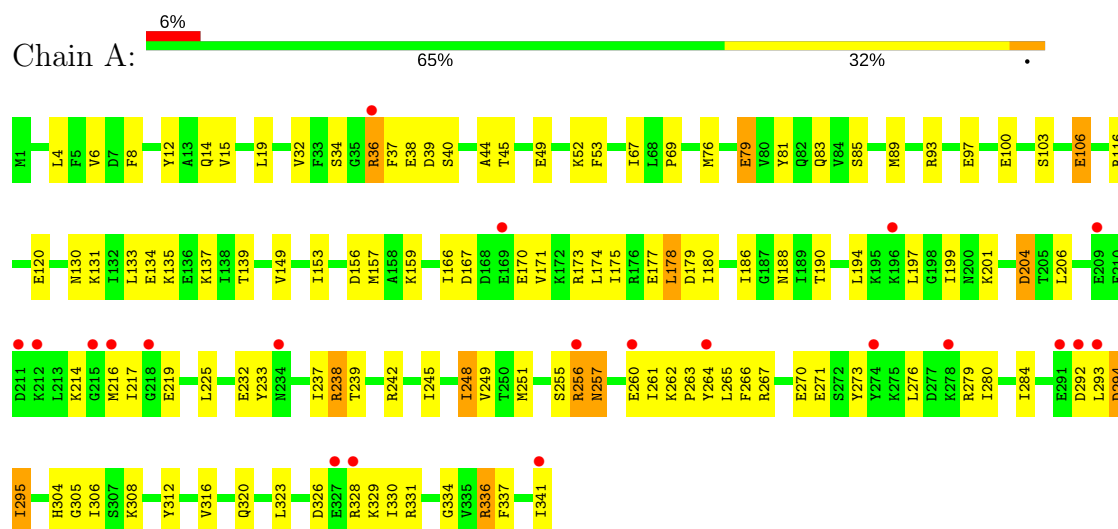 6%
Chain A:
65% 32% •
M1 L4 F5 V6 D7 F8 Y12 A13 Q14 V15 L19 V32 F33 S34 G35 R36 F37 E38 D39 S40 A44 T45 E49 K52 F53 I67 L68 P69 M76 E79 V80 Y81 Q82 Q83 V84 S85 M89 R93 E97 E100 S103 E106
E120 N130 K131 I132 L133 E134 K135 E136 K137 I138 T139 V149 I153 D156 M157 A158 K159 I166 D167 D168 E169 E170 V171 K172 R173 L174 I175 R176 E177 L178 D179 I180 I186 G187 N188 I189 T190 L194 K195 K196 L197 G198 I199 N200 K201 D204 T205 L206 E209
D211 K212 L213 K214 G215 M216 I217 G218 E219 L225 E232 Y233 N234 I237 R238 T239 R242 I245 I248 V249 T250 M251 S255 R256 N257 E260 I261 K262 P263 Y264 L265 F266 R267 E270 E271 S272 Y273 Y274 K275 L276 D277 K278 R279 I280 I284 E291 D292 L293
I295 H304 G305 I306 S307 K308 Y312 V316 Q320 L323 D326 E327 R328 K329 I330 R331 G334 V335 R336 F337 I341